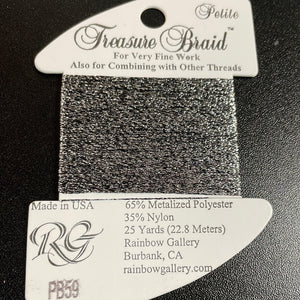 Petite
Treasure Braid™
For Very Fine Work
Also for Combining with Other Threads
Made in USA
65% Metalized Polyester
35% Nylon
25 Yards (22.8 Meters)
Rainbow Gallery
Burbank, CA
rainbowgallery.com
RG
PB59